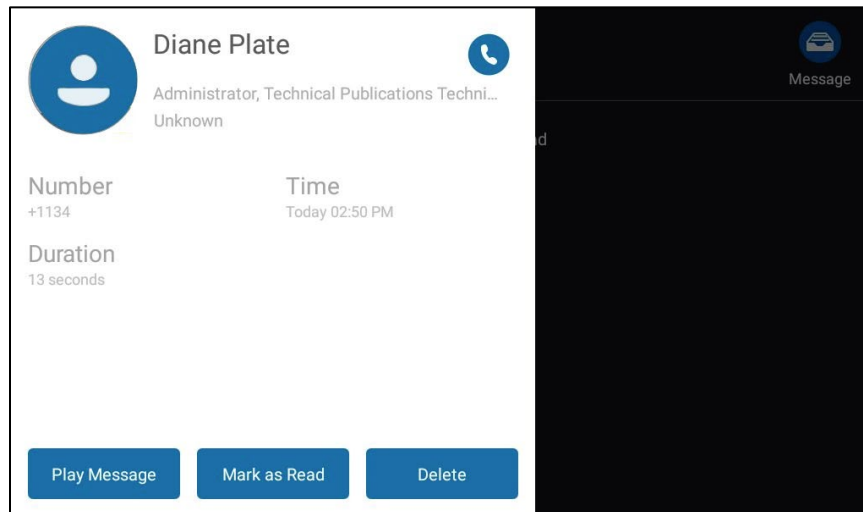 Diane Plate
Administrator, Technical Publications Techni...
Unknown
Message
Number
+1134
Time
Today 02:50 PM
Duration
13 seconds
Play Message
Mark as Read
Delete